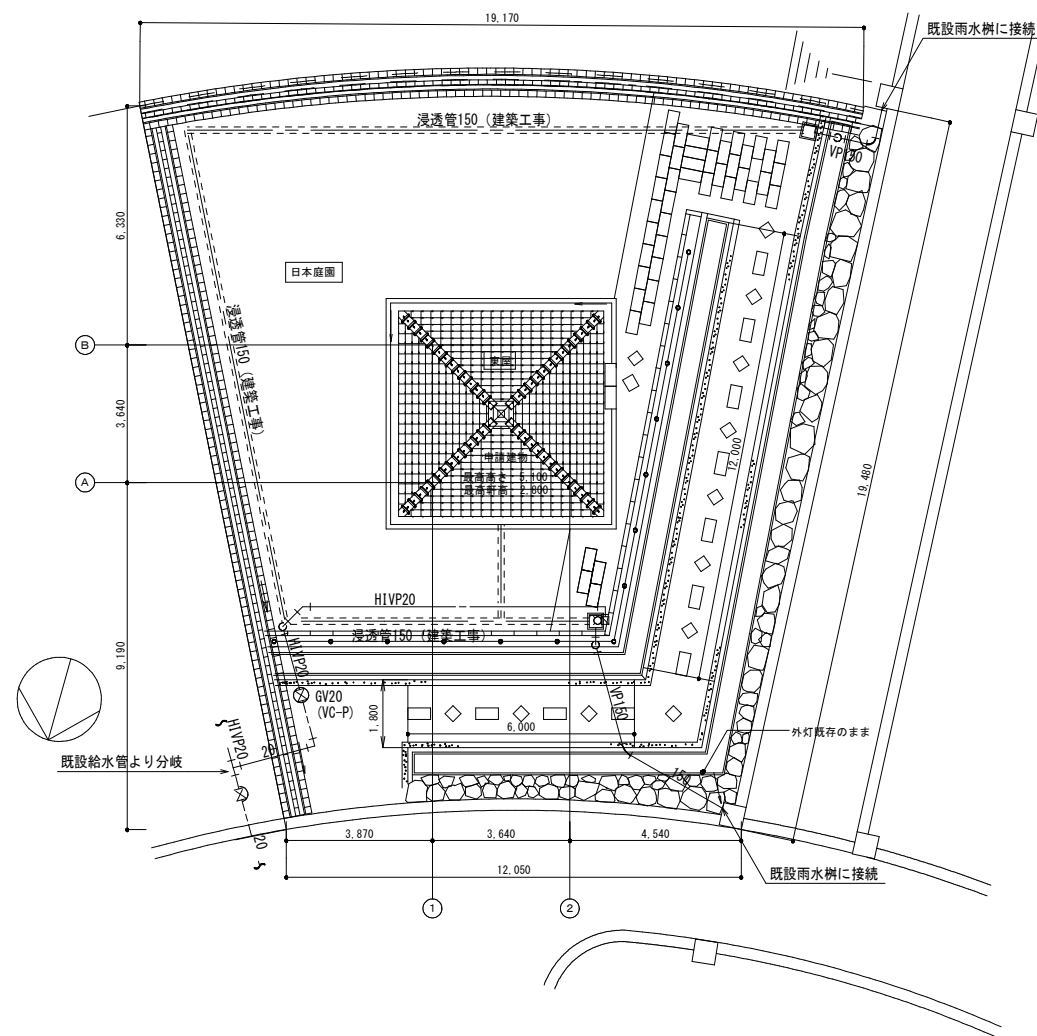 19,170
既設雨水桝に接続
浸透管150（建築工事）
VP150
6,330
日本庭園
浸透管150（建築工事）
B
東屋
3,640
申請建物
12,000
A
最高高さ 5,100
最高軒高 2,800
19,480
HIVP20
浸透管150（建築工事）
9,190
HIVP20
GV20
(VC-P)
VP150
1,800
6,000
外灯既存のまま
HIVP20
20
既設給水管より分岐
150
20
3,870
3,640
4,540
12,050
既設雨水桝に接続
1
2